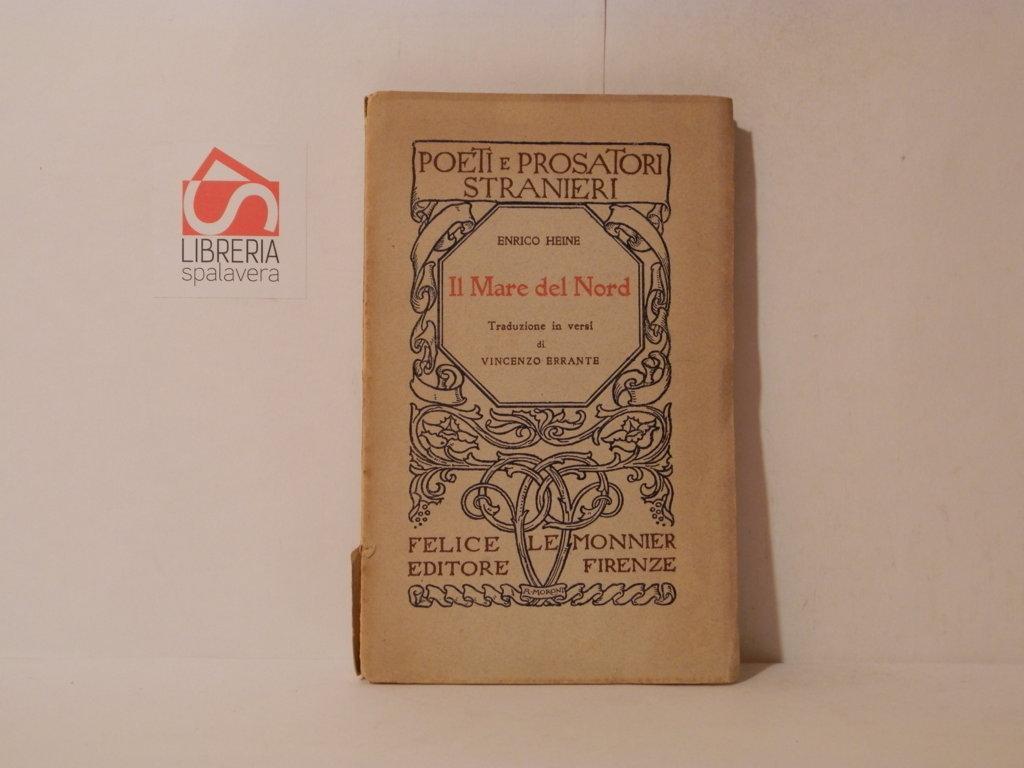 LIBRERIA
spalavera
POETI E PROSATORI
STRANIERI
ENRICO HEINE
Il Mare del Nord
Traduzione in versi
di
VINCENZO ERRANTE
FELICE LE MONNIER
EDITORE FIRENZE
A·MORONI